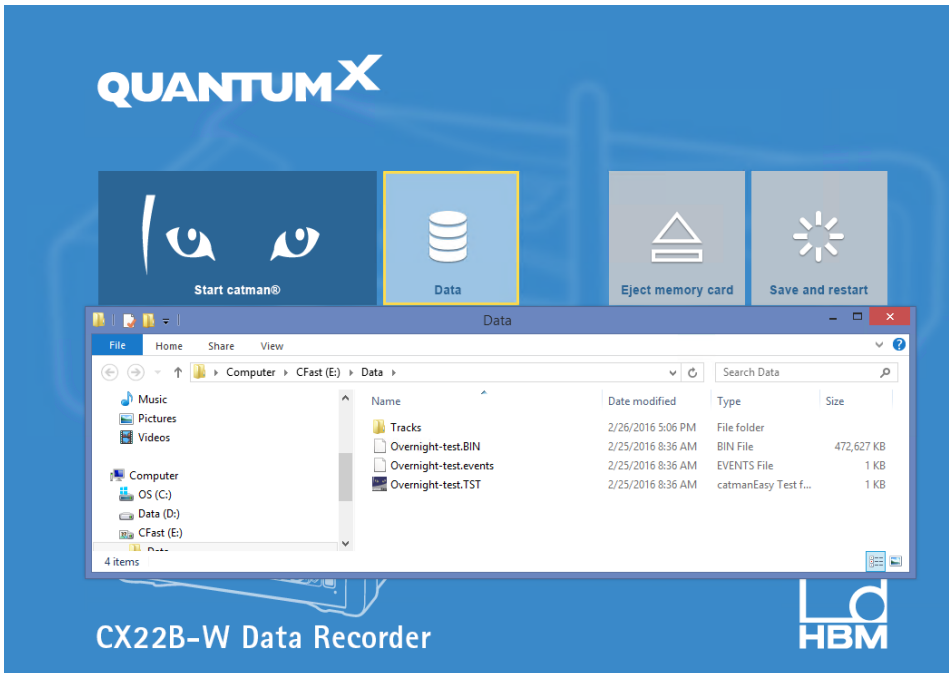 QUANTUMX
Start catman®
Data
Eject memory card
Save and restart
Data
File Home Share View
Computer CFast (E:) Data Search Data
Music
Pictures
Videos
Computer
OS (C:)
Data (D:)
CFast (E:)
Data
Name Date modified Type Size
Tracks 2/26/2016 5:06 PM File folder
Overnight-test.BIN 2/25/2016 8:36 AM BIN File 472,627 KB
Overnight-test.events 2/25/2016 8:36 AM EVENTS File 1 KB
Overnight-test.TST 2/25/2016 8:36 AM catmanEasy Test f... 1 KB
4 items
CX22B-W Data Recorder
HBM